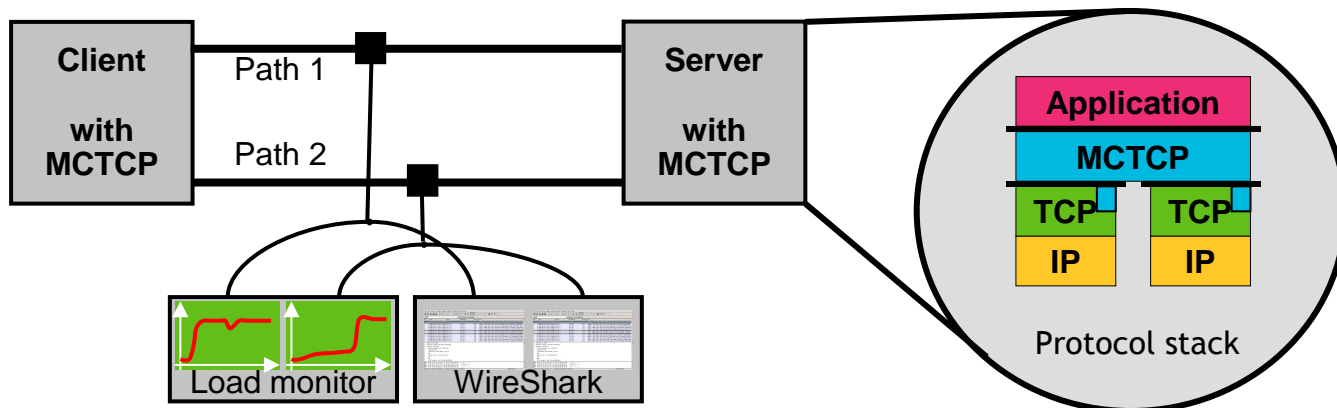 Client
with
MCTCP
Path 1
Path 2
Server
with
MCTCP
Application
MCTCP
TCP
TCP
IP
IP
Protocol stack
Load monitor
WireShark